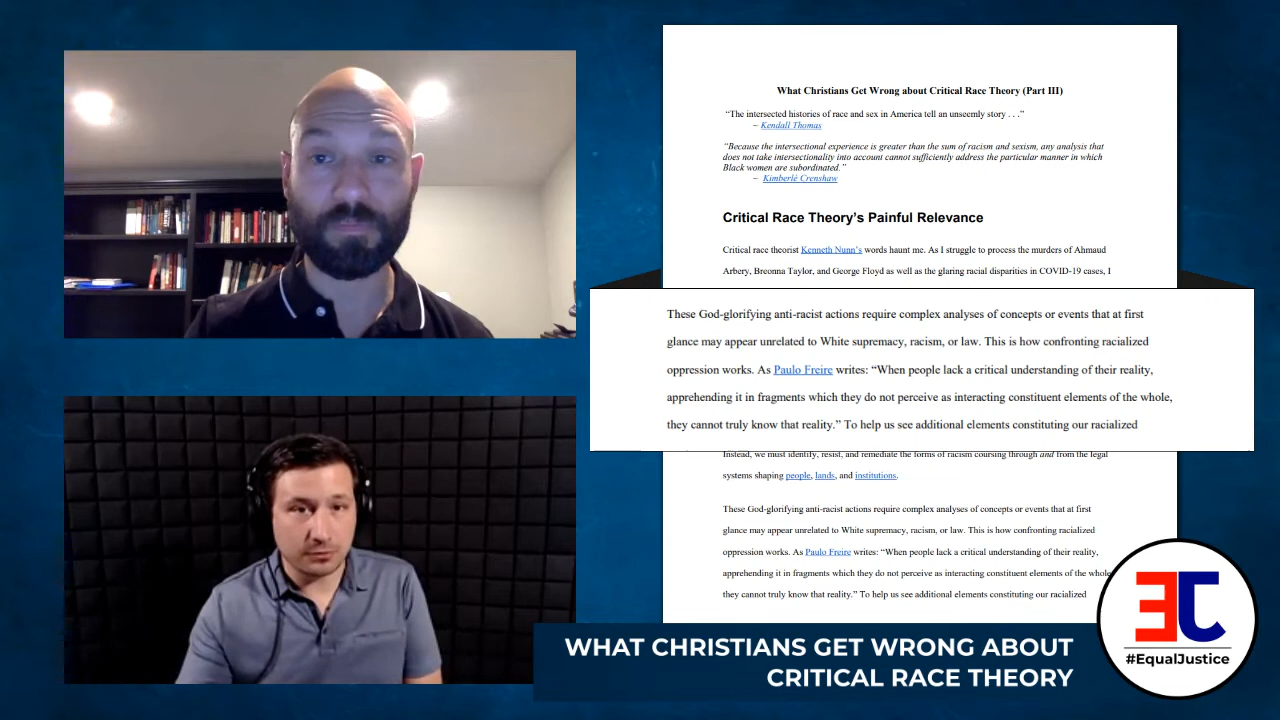 What Christians Get Wrong about Critical Race Theory (Part III)
“The intersected histories of race and sex in America tell an unseemly story . . .”
– Kendall Thomas
“Because the intersectional experience is greater than the sum of racism and sexism, any analysis that
does not take intersectionality into account cannot sufficiently address the particular manner in which
Black women are subordinated.”
– Kimberlé Crenshaw
Critical Race Theory’s Painful Relevance
Critical race theorist Kenneth Nunn’s words haunt me. As I struggle to process the murders of Ahmaud
Arbery, Breonna Taylor, and George Floyd as well as the glaring racial disparities in COVID-19 cases, I
These God-glorifying anti-racist actions require complex analyses of concepts or events that at first
glance may appear unrelated to White supremacy, racism, or law. This is how confronting racialized
oppression works. As Paulo Freire writes: “When people lack a critical understanding of their reality,
apprehending it in fragments which they do not perceive as interacting constituent elements of the whole,
they cannot truly know that reality.” To help us see additional elements constituting our racialized
Instead, we must identify, resist, and remediate the forms of racism coursing through and from the legal
systems shaping people, lands, and institutions.
These God-glorifying anti-racist actions require complex analyses of concepts or events that at first
glance may appear unrelated to White supremacy, racism, or law. This is how confronting racialized
oppression works. As Paulo Freire writes: “When people lack a critical understanding of their reality,
apprehending it in fragments which they do not perceive as interacting constituent elements of the whole
they cannot truly know that reality.” To help us see additional elements constituting our racialized
WHAT CHRISTIANS GET WRONG ABOUT
CRITICAL RACE THEORY
EJ
#EqualJustice